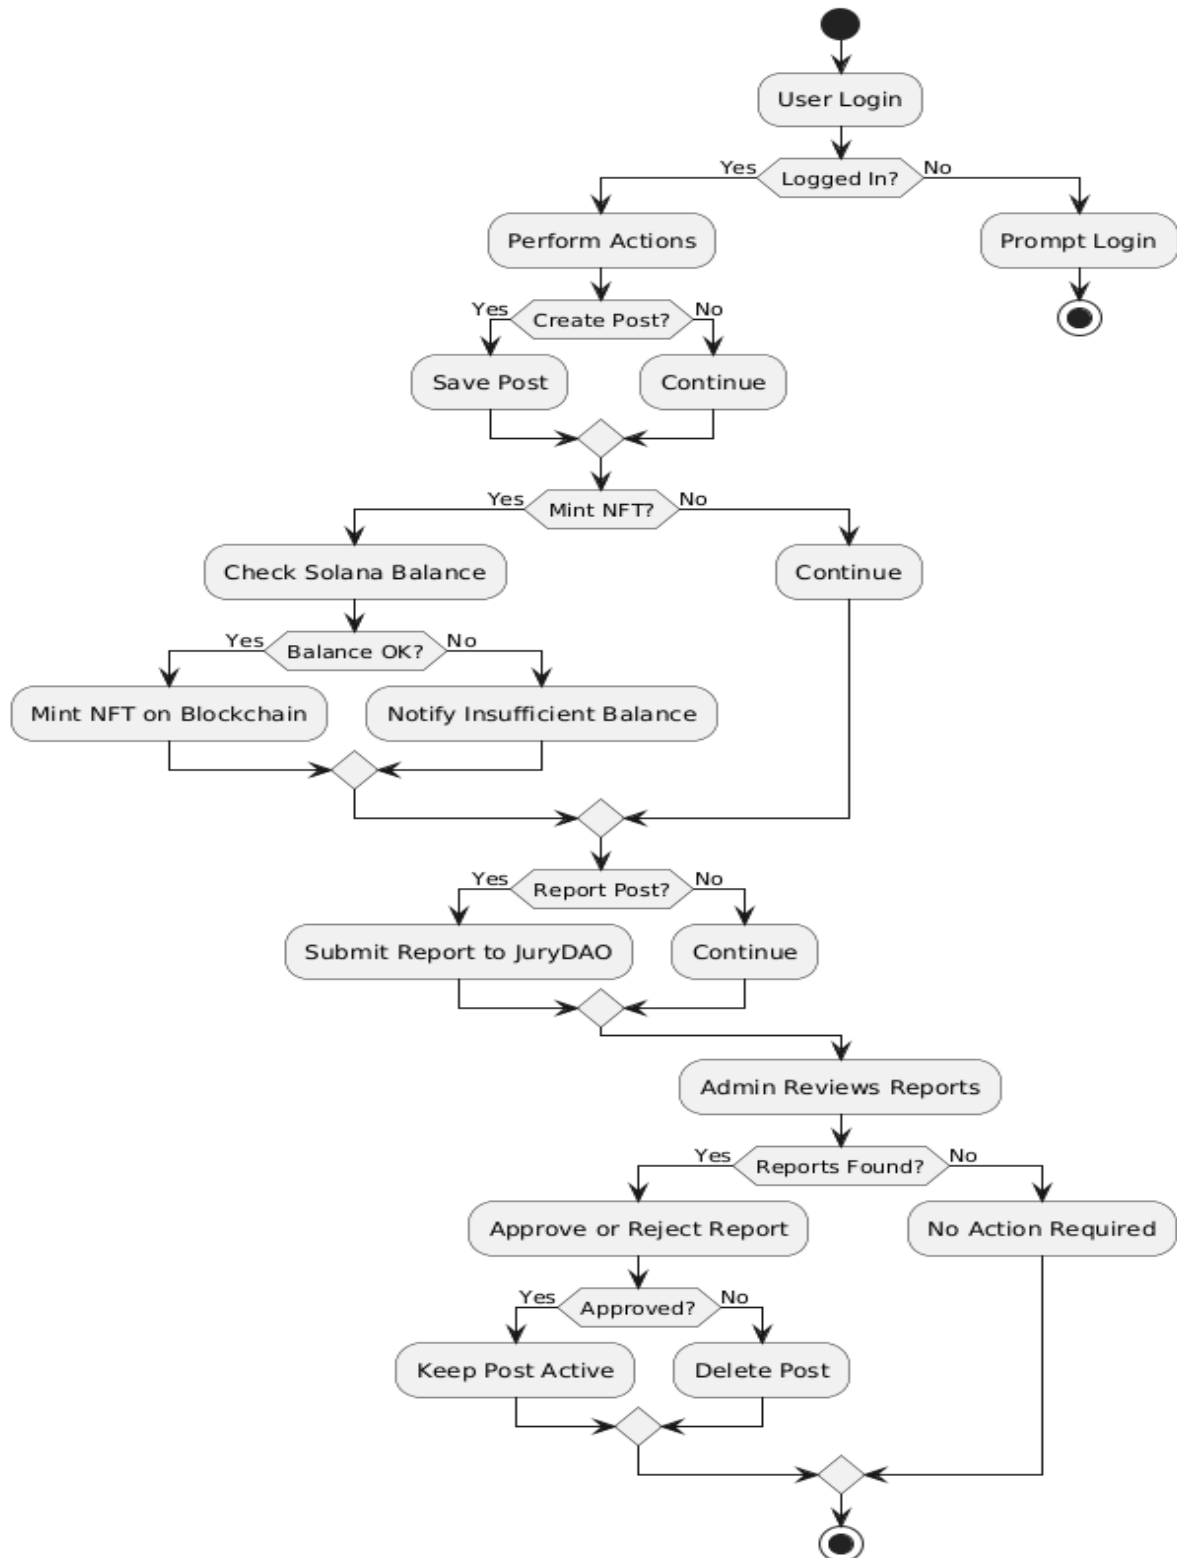 User Login
Yes
Logged In?
No
Perform Actions
Prompt Login
Yes
Create Post?
No
Save Post
Continue
Yes
Mint NFT?
No
Check Solana Balance
Continue
Yes
Balance OK?
No
Mint NFT on Blockchain
Notify Insufficient Balance
Yes
Report Post?
No
Submit Report to JuryDAO
Continue
Admin Reviews Reports
Yes
Reports Found?
No
Approve or Reject Report
No Action Required
Yes
Approved?
No
Keep Post Active
Delete Post